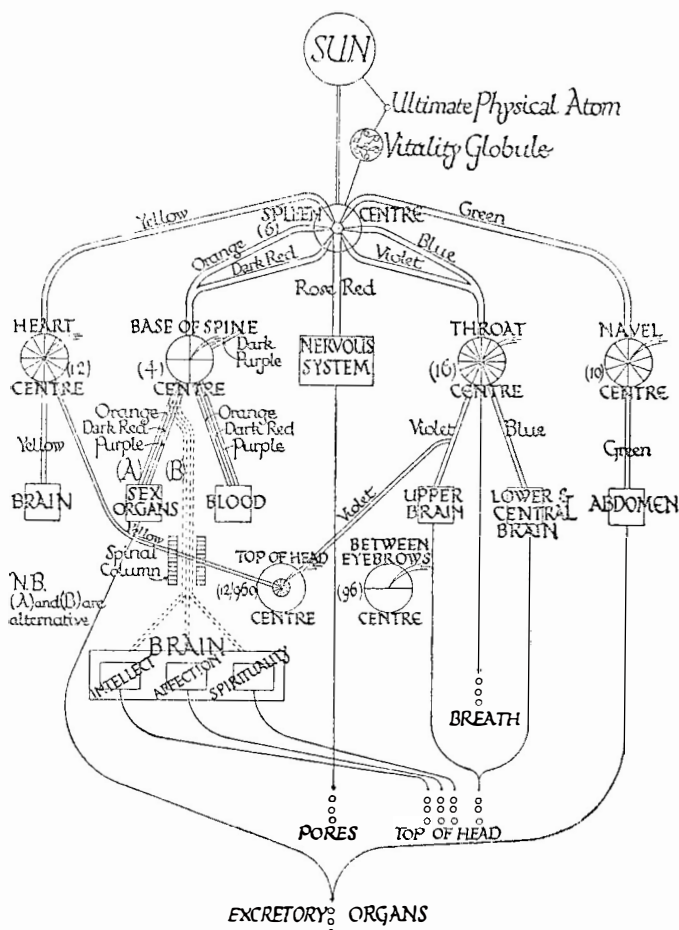 SUN
Ultimate Physical Atom
Vitality Globule
Yellow
SPLEEN CENTRE
(6)
Green
Orange
Dark Red
Blue
Violet
Rose Red
HEART
(12)
CENTRE
BASE OF SPINE
Dark
Purple
(4)
CENTRE
NERVOUS
SYSTEM
THROAT
(16)
CENTRE
NAVEL
(10)
CENTRE
Orange
Dark Red
Purple
Orange
Dark Red
Purple
Yellow
(A)
(B)
Violet
Blue
Green
BRAIN
SEX
ORGANS
BLOOD
Violet
UPPER
BRAIN
LOWER &
CENTRAL
BRAIN
ABDOMEN
Yellow
Spinal
Column
TOP OF HEAD
(12/960)
CENTRE
BETWEEN
EYEBROWS
(96)
CENTRE
N.B.
(A) and (B) are
alternative
BRAIN
INTELLECT
AFFECTION
SPIRITUALITY
BREATH
PORES
TOP OF HEAD
EXCRETORY ORGANS